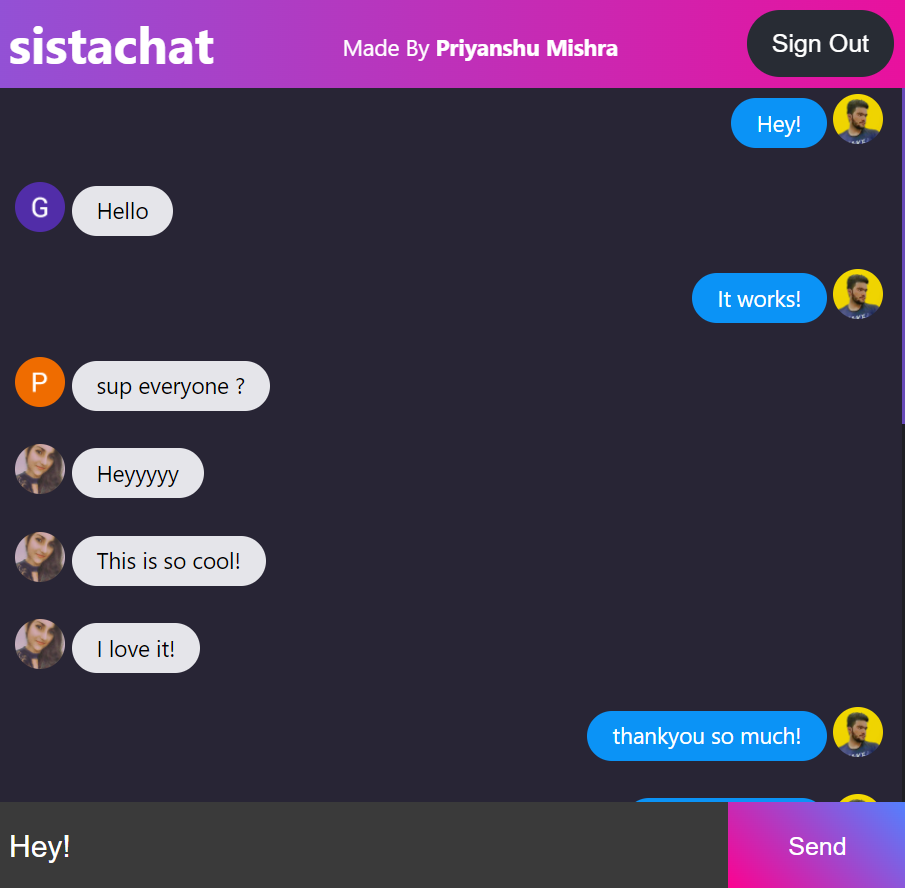 sistachat
Made By Priyanshu Mishra
Sign Out
Hey!
G
Hello
It works!
P
sup everyone ?
Heyyyyy
This is so cool!
I love it!
thankyou so much!
Hey!
Send